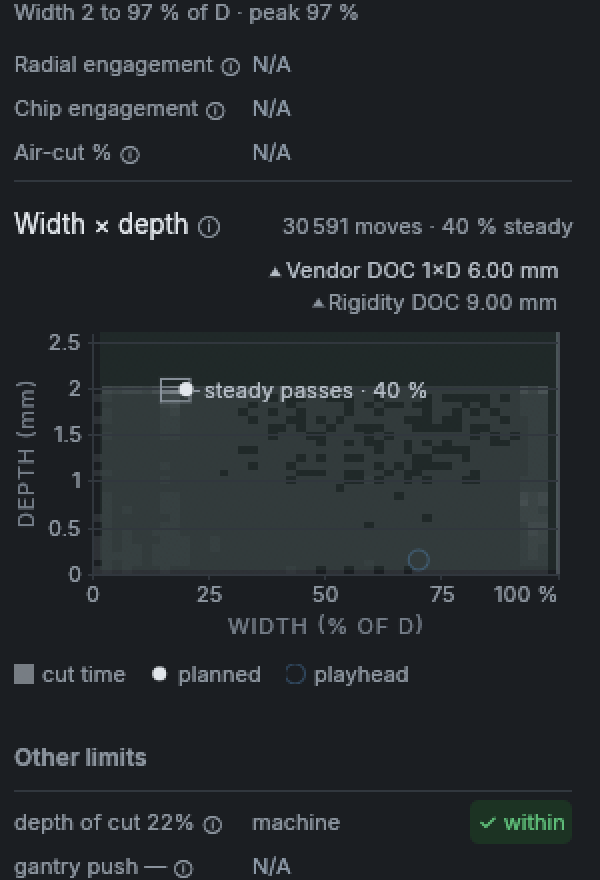 Width 2 to 97 % of D · peak 97 %
Radial engagement ⓘ N/A
Chip engagement ⓘ N/A
Air-cut % ⓘ N/A
Width × depth ⓘ 30 591 moves · 40 % steady
▲ Vendor DOC 1×D 6.00 mm
▲ Rigidity DOC 9.00 mm
2.5
2
steady passes · 40 %
1.5
1
0.5
0
DEPTH (mm)
0 25 50 75 100 %
WIDTH (% OF D)
cut time planned playhead
Other limits
depth of cut 22% ⓘ machine ✓ within
gantry push — ⓘ N/A